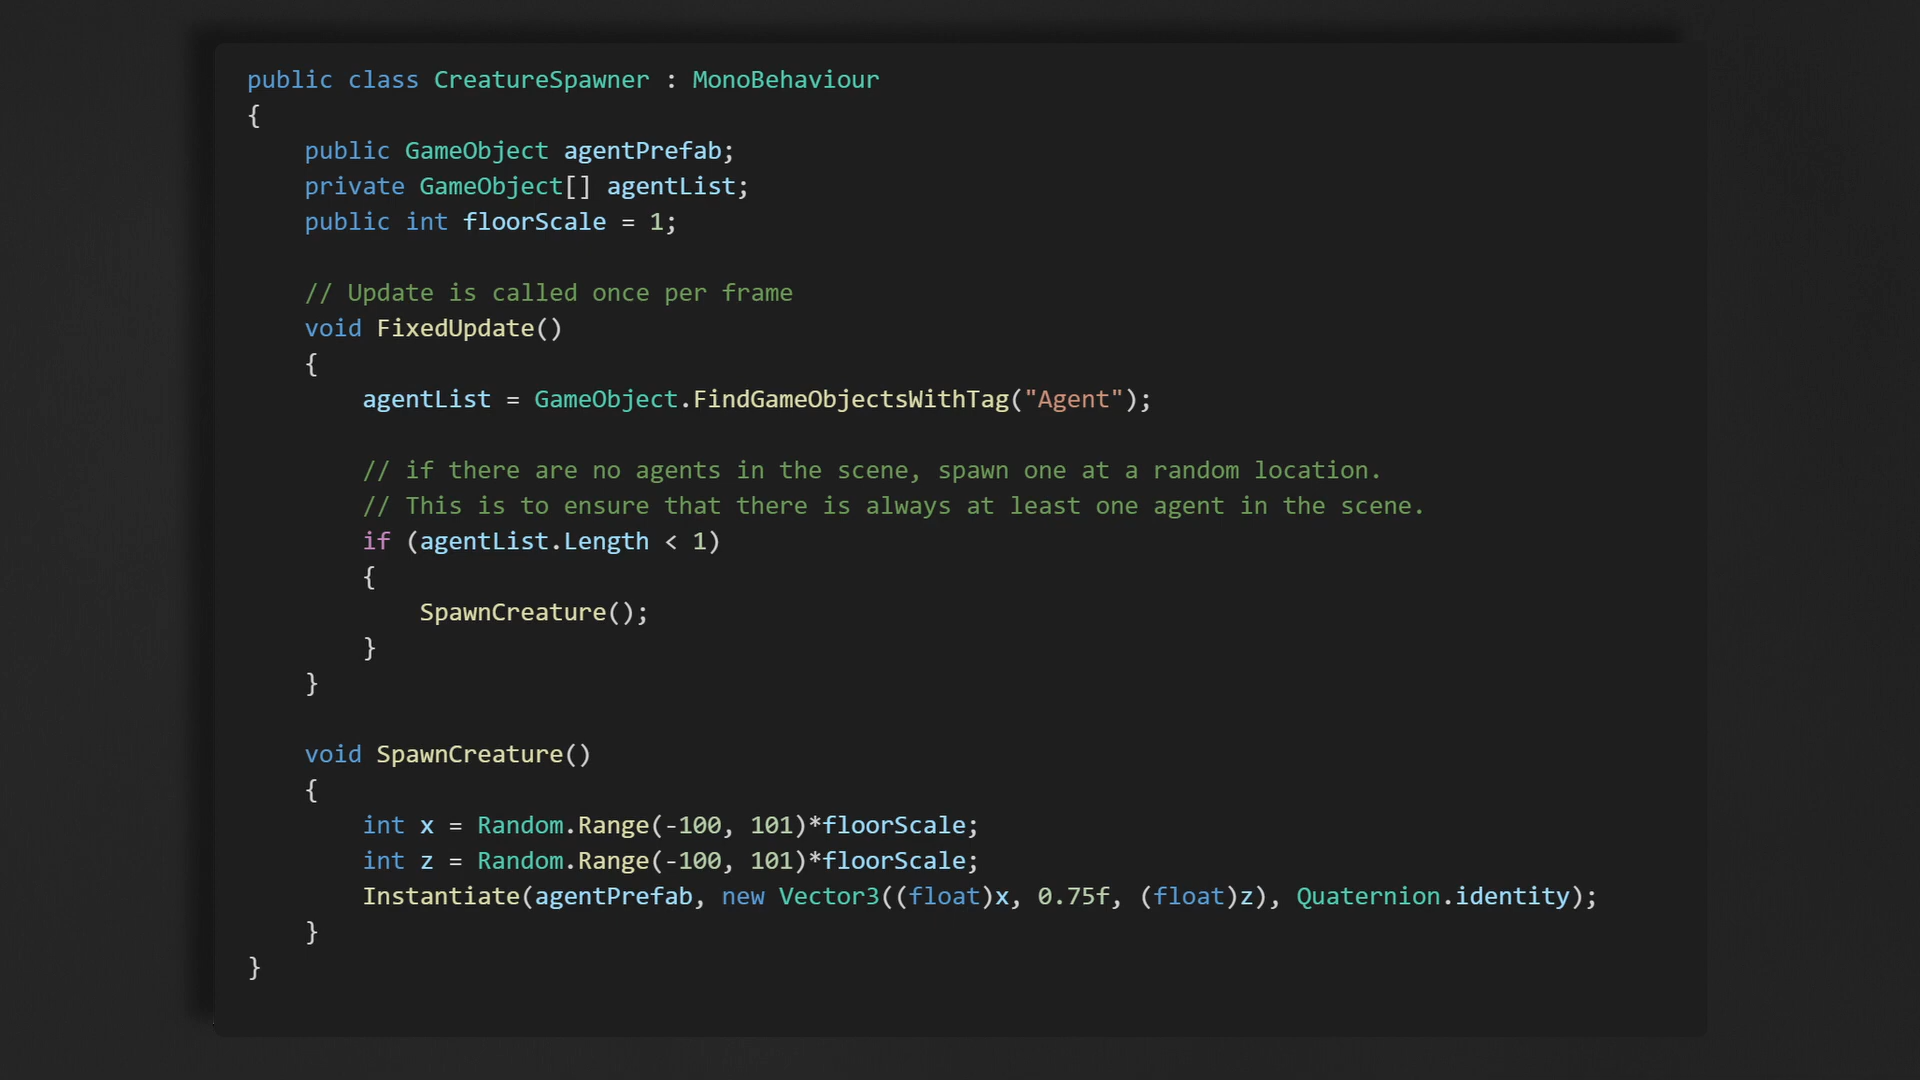 public class CreatureSpawner : MonoBehaviour
{
    public GameObject agentPrefab;
    private GameObject[] agentList;
    public int floorScale = 1;

    // Update is called once per frame
    void FixedUpdate()
    {
        agentList = GameObject.FindGameObjectsWithTag("Agent");

        // if there are no agents in the scene, spawn one at a random location.
        // This is to ensure that there is always at least one agent in the scene.
        if (agentList.Length < 1)
        {
            SpawnCreature();
        }
    }

    void SpawnCreature()
    {
        int x = Random.Range(-100, 101)*floorScale;
        int z = Random.Range(-100, 101)*floorScale;
        Instantiate(agentPrefab, new Vector3((float)x, 0.75f, (float)z), Quaternion.identity);
    }
}